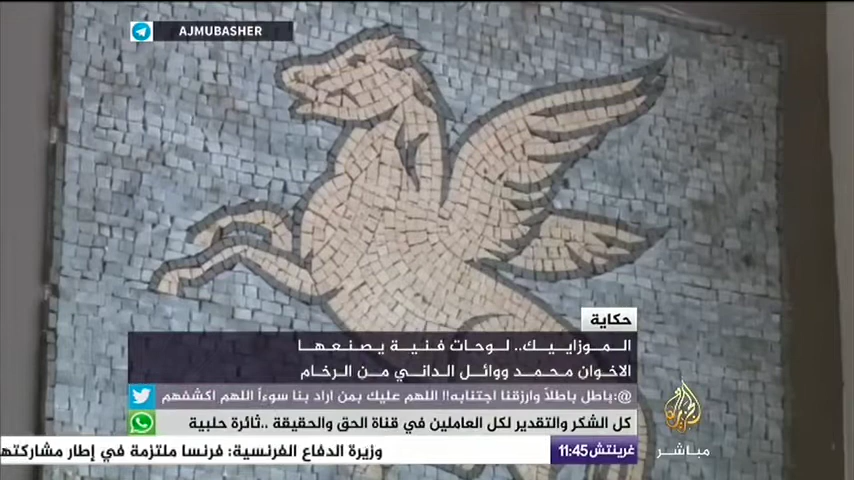 AJMUBASHER
حكاية
الموزاييك.. لوحات فنية يصنعها
الاخوان محمد ووائل الداني من الرخام
@:باطل باطلاً وارزقنا اجتنابه!! اللهم عليك بمن اراد بنا سوءاً اللهم اكشفهم
كل الشكر والتقدير لكل العاملين في قناة الحق والحقيقة ..ثائرة حلبية
غرينتش 11:45
وزيرة الدفاع الفرنسية: فرنسا ملتزمة في إطار مشاركتها
الجزيرة
مباشر